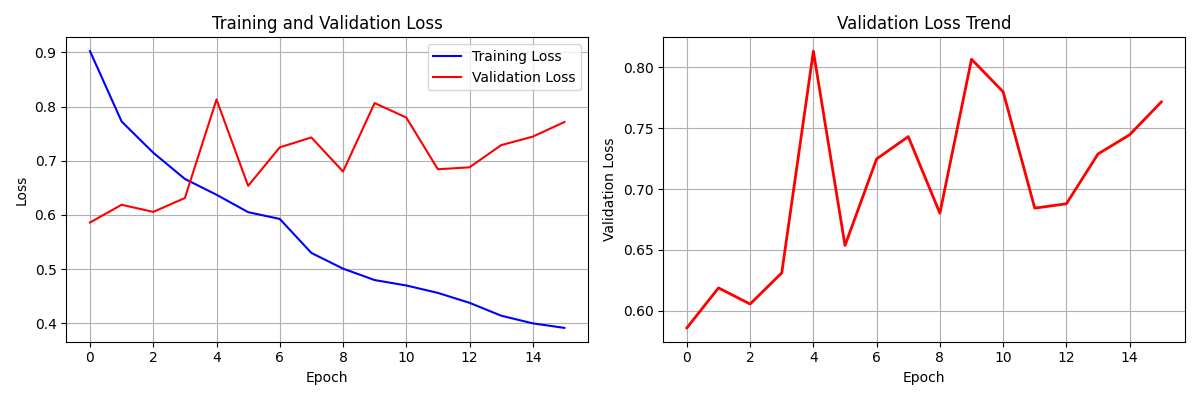 Training and Validation Loss
Training Loss
Validation Loss
0.9
0.8
0.7
0.6
0.5
0.4
Loss
0 2 4 6 8 10 12 14
Epoch
Validation Loss Trend
0.80
0.75
0.70
0.65
0.60
Validation Loss
0 2 4 6 8 10 12 14
Epoch